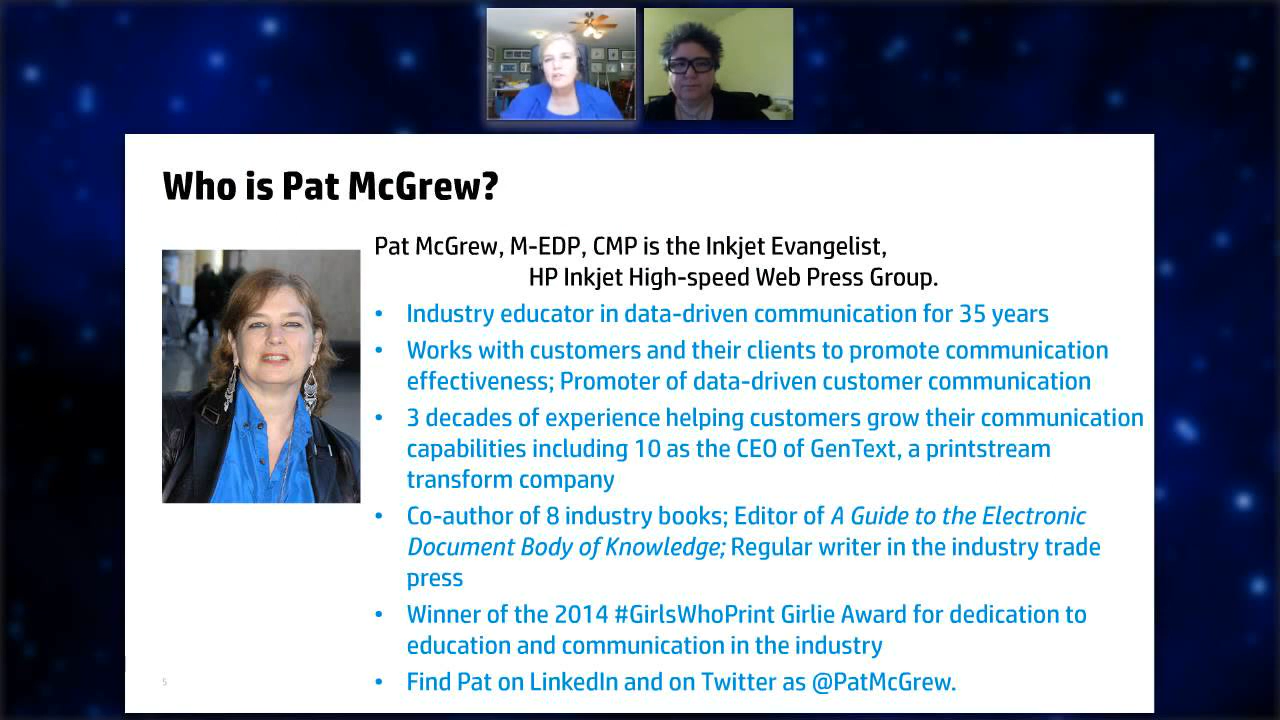 Who is Pat McGrew?
Pat McGrew, M-EDP, CMP is the Inkjet Evangelist,
HP Inkjet High-speed Web Press Group.
• Industry educator in data-driven communication for 35 years
• Works with customers and their clients to promote communication
effectiveness; Promoter of data-driven customer communication
• 3 decades of experience helping customers grow their communication
capabilities including 10 as the CEO of GenText, a printstream
transform company
• Co-author of 8 industry books; Editor of A Guide to the Electronic
Document Body of Knowledge; Regular writer in the industry trade
press
• Winner of the 2014 #GirlsWhoPrint Girlie Award for dedication to
education and communication in the industry
• Find Pat on LinkedIn and on Twitter as @PatMcGrew.
5